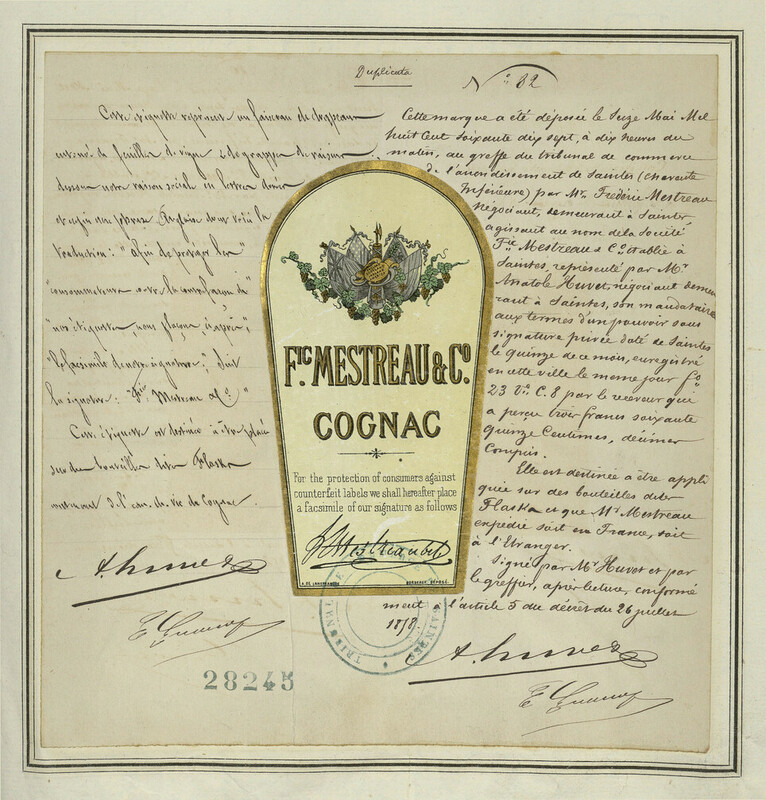 Duplicata
N° 82
Cette étiquette représente un faisceau de drapeaux
entouré de feuilles de vigne & de grappes de raisin
dessous notre raison sociale en lettres dorées
et enfin une phrase Anglaise dont voici la
traduction: "afin de protéger les"
"consommateurs contre la contrefaçon de"
"nos étiquettes, nous plaçons ci après,"
"le facsimile de notre signature," suit
la signature: "Fic Mestreau & Co."
Cette étiquette est destinée à être placée
sur des bouteilles dites Flasks
contenant de l'eau de vie de Cognac.
Cette marque a été déposée le Seize Mai Mil
huit Cent soixante dix sept, à dix heures du
matin, au greffe du tribunal de commerce
de l'arrondissement de Saintes (Charente
Inférieure) par Mr. Frédéric Mestreau
négociant, demeurant à Saintes
agissant au nom de la Société
Fic Mestreau & Co. établie à
Saintes, représenté par Mr
Anatole Huvet, négociant demeu
rant à Saintes, son mandataire
aux termes d'un pouvoir sous
signature privée daté de Saintes
le quinze de ce mois, enregistré
en cette ville le même jour fo
23 Vo. C. 8 par le receveur qui
a perçu trois francs soixante
quinze Centimes, décimes
Compris.
Elle est destinée à être appli
quée sur des bouteilles dites
Flasks et que Mr Mestreau
expédie soit en France, soit
à l'Etranger.
Signé par Mr Huvet et par
le greffier, après lecture, conformé
ment à l'article 5 du décret du 26 juillet
1858
FIC. MESTREAU & CO.
COGNAC
For the protection of consumers against
counterfeit labels we shall hereafter place
a facsimile of our signature as follows
28245